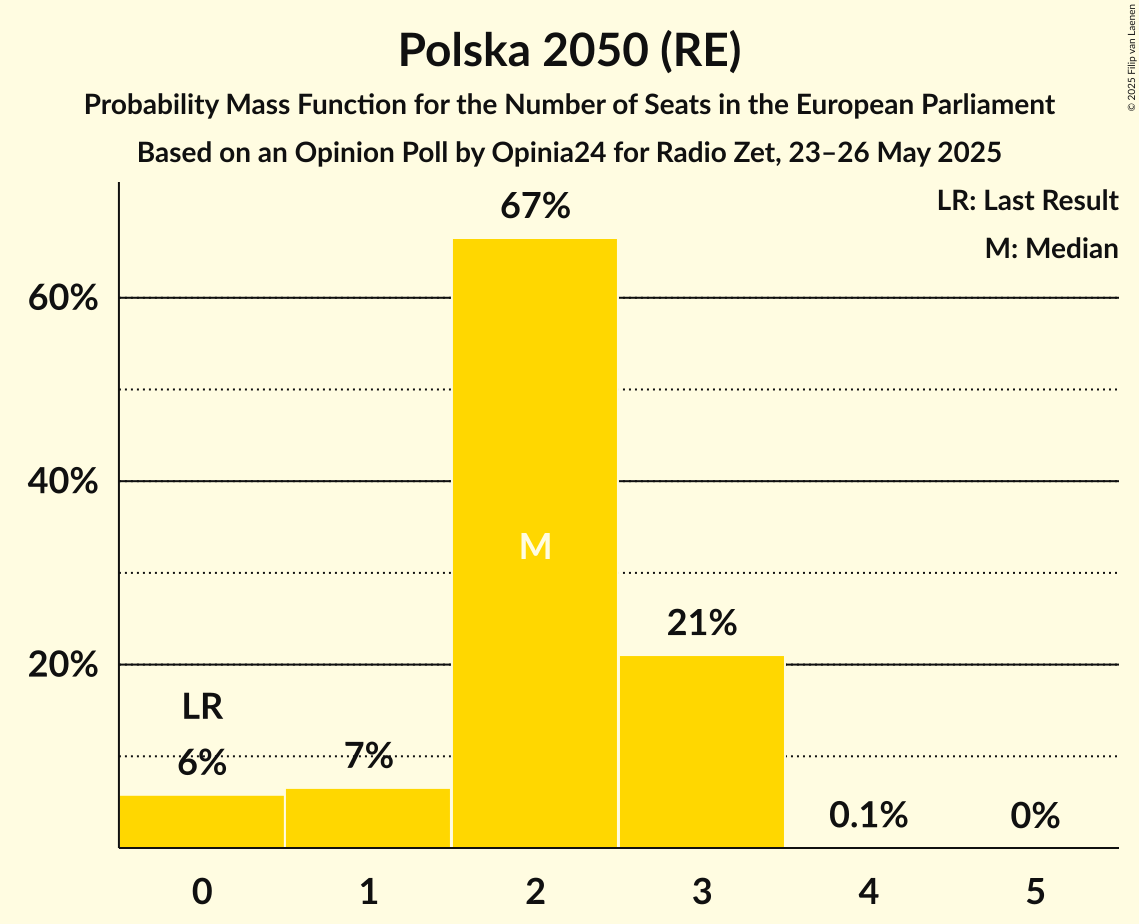 Polska 2050 (RE)
Probability Mass Function for the Number of Seats in the European Parliament
Based on an Opinion Poll by Opinia24 for Radio Zet, 23–26 May 2025
© 2025 Filip van Laenen
LR: Last Result
M: Median
67%
60%
40%
M
21%
20%
LR
6%
7%
0.1%
0%
0
1
2
3
4
5